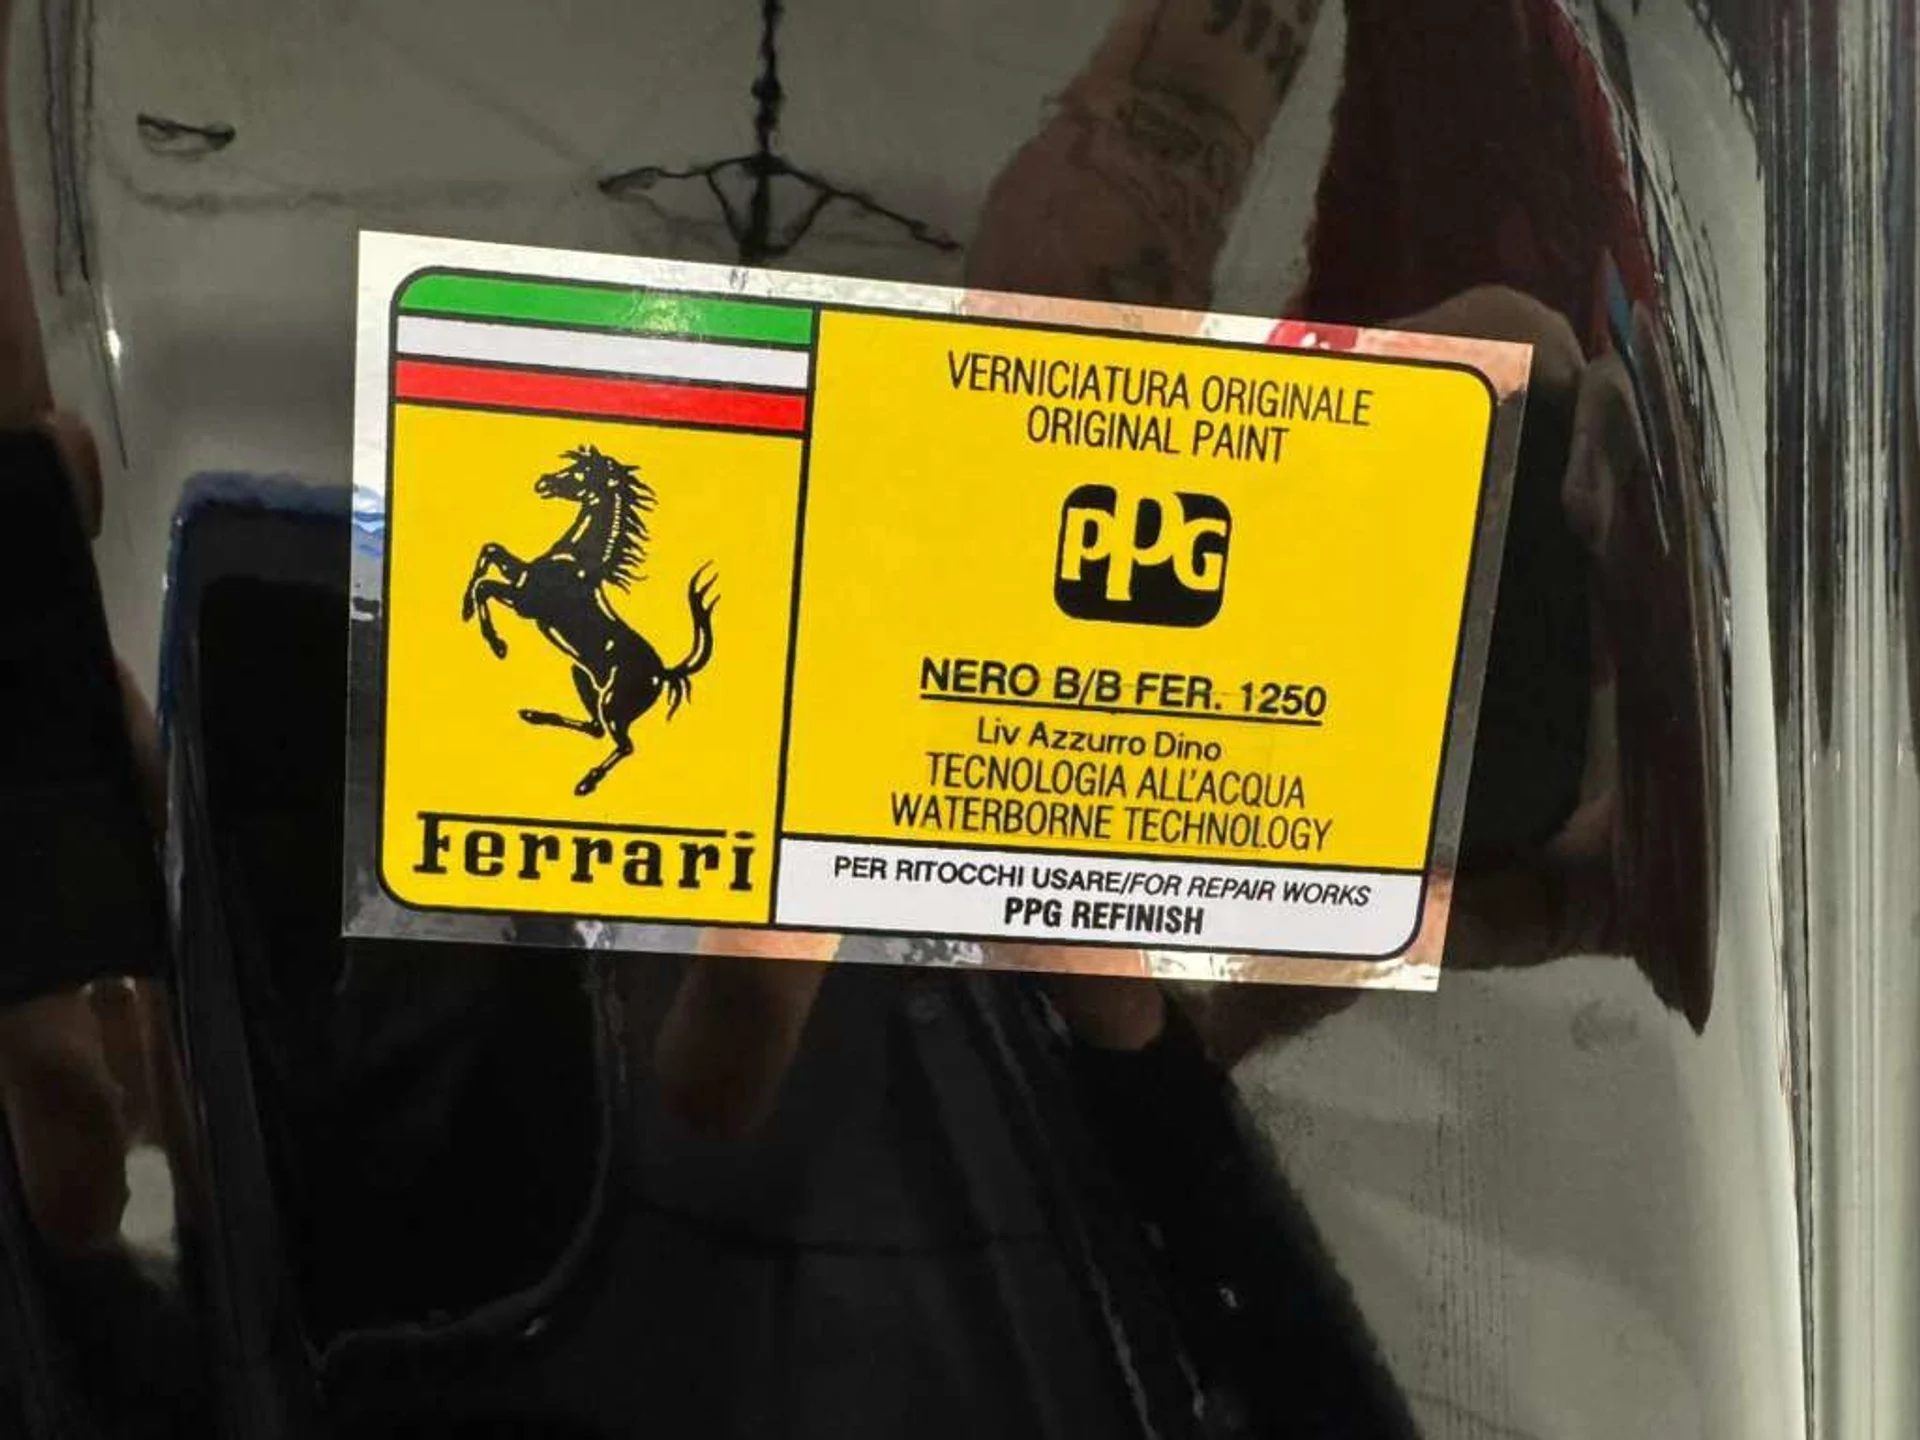 VERNICIATURA ORIGINALE
ORIGINAL PAINT
PPG
NERO B/B FER. 1250
Liv Azzurro Dino
TECNOLOGIA ALL'ACQUA
WATERBORNE TECHNOLOGY
Ferrari
PER RITOCCHI USARE/FOR REPAIR WORKS
PPG REFINISH